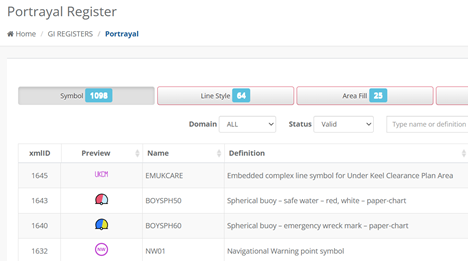 Portrayal Register
Home / GI REGISTERS / Portrayal
Symbol 1098 Line Style 64 Area Fill 25
Domain ALL Status Valid Type name or definition
xmlID Preview Name Definition
1645 UKCM EMUKCARE Embedded complex line symbol for Under Keel Clearance Plan Area
1643 BOYSPH50 Spherical buoy – safe water – red, white – paper-chart
1640 BOYSPH60 Spherical buoy – emergency wreck mark – paper-chart
1632 NW NW01 Navigational Warning point symbol